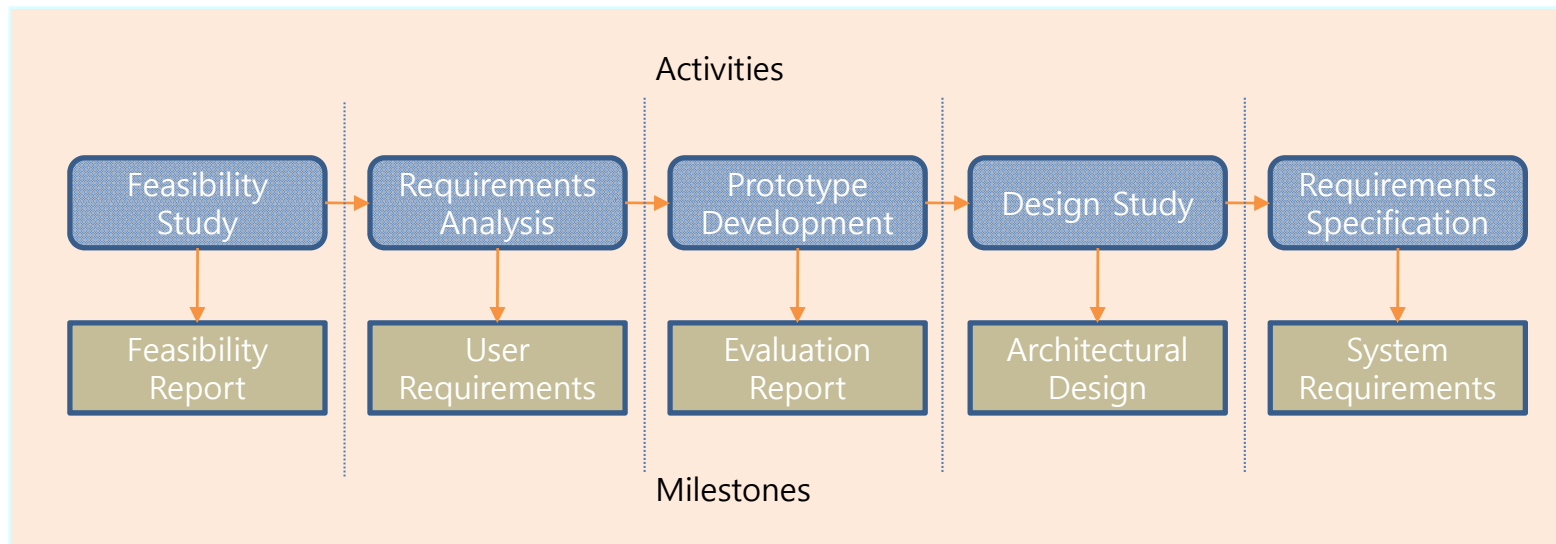 Activities
Feasibility
Study
Requirements
Analysis
Prototype
Development
Design Study
Requirements
Specification
Feasibility
Report
User
Requirements
Evaluation
Report
Architectural
Design
System
Requirements
Milestones